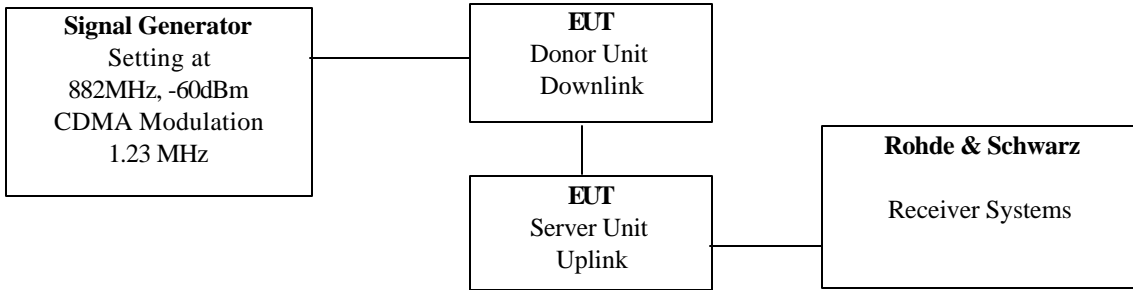 Signal Generator
Setting at
882MHz, -60dBm
CDMA Modulation
1.23 MHz
EUT
Donor Unit
Downlink
EUT
Server Unit
Uplink
Rohde & Schwarz
Receiver Systems